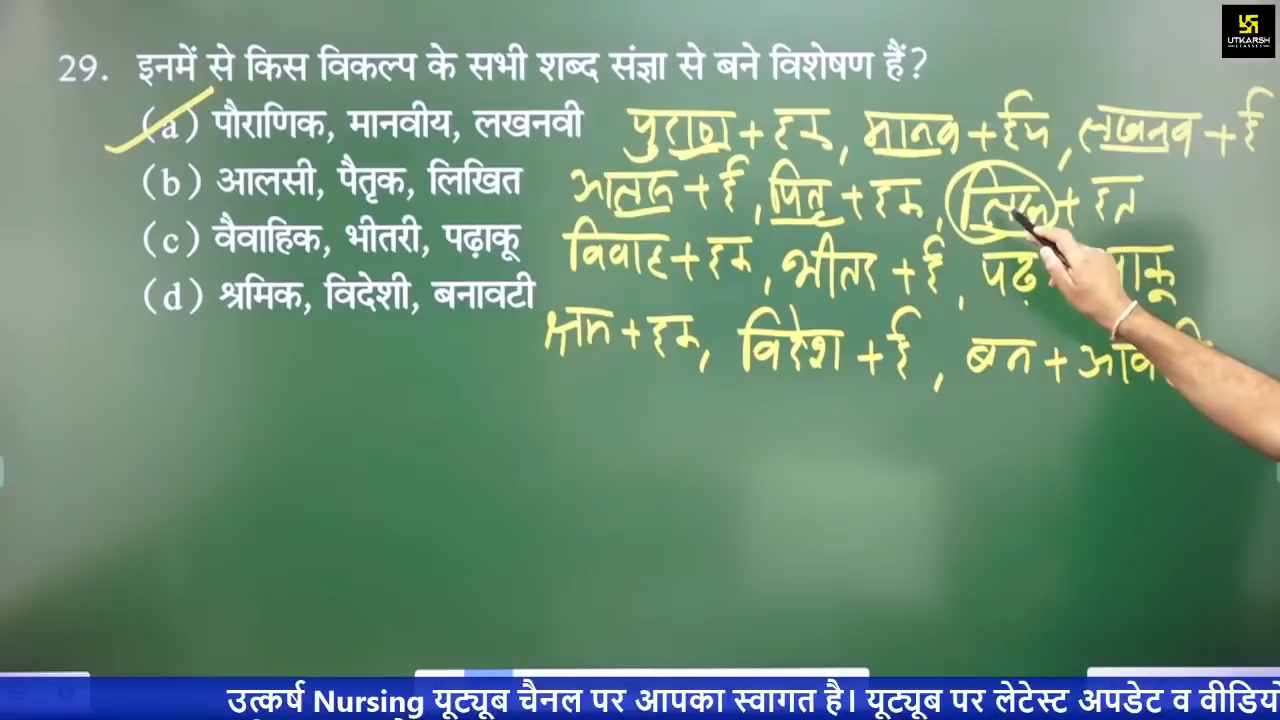 UTKARSH
CLASSES
29. इनमें से किस विकल्प के सभी शब्द संज्ञा से बने विशेषण हैं?
(a) पौराणिक, मानवीय, लखनवी
पुराण + इक, मानव + ईय, लखनव + ई
(b) आलसी, पैतृक, लिखित
आलस + ई, पितृ + इक, लिख + इत
(c) वैवाहिक, भीतरी, पढ़ाकू
विवाह + इक, भीतर + ई, पढ़ आकू
(d) श्रमिक, विदेशी, बनावटी
श्रम + इक, विदेश + ई, बन +
उत्कर्ष Nursing यूट्यूब चैनल पर आपका स्वागत है। यूट्यूब पर लेटेस्ट अपडेट व वीडियो